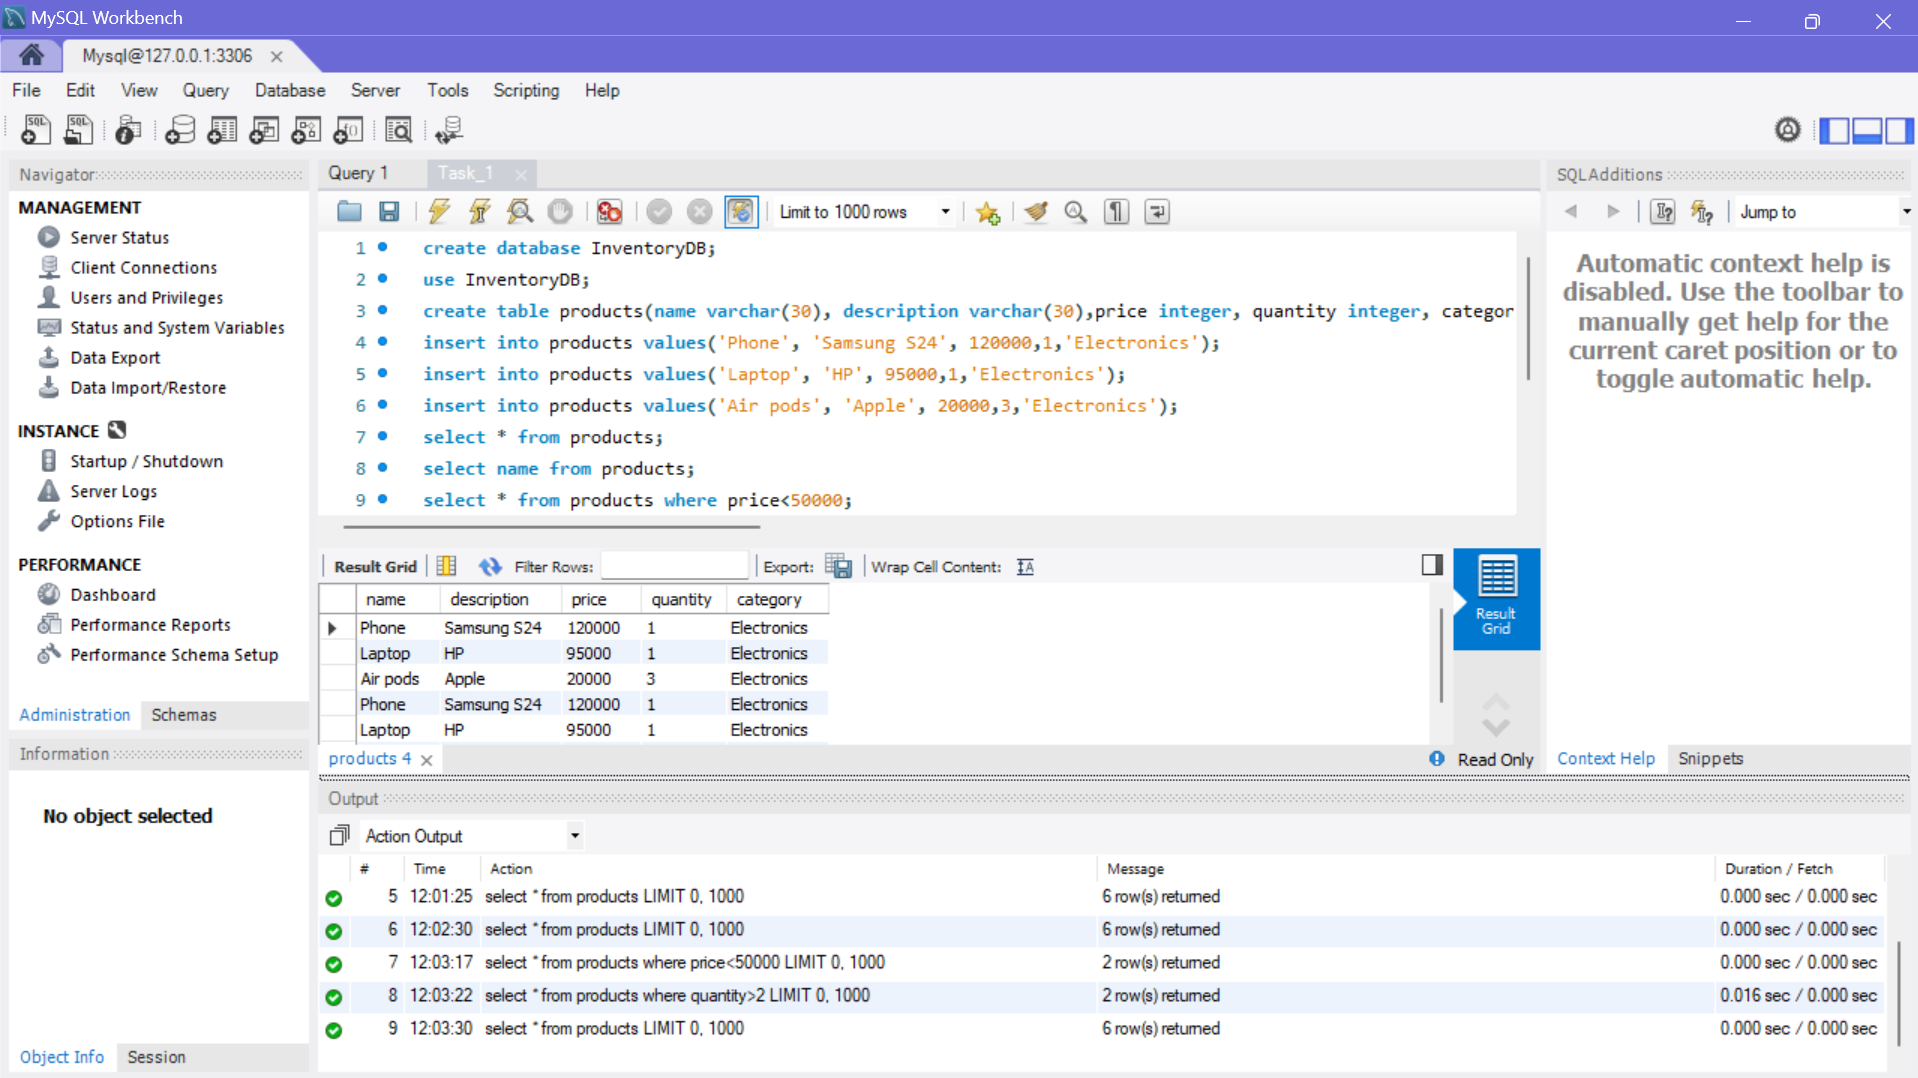 MySQL Workbench
Mysql@127.0.0.1:3306
File Edit View Query Database Server Tools Scripting Help
Navigator
MANAGEMENT
Server Status
Client Connections
Users and Privileges
Status and System Variables
Data Export
Data Import/Restore
INSTANCE
Startup / Shutdown
Server Logs
Options File
PERFORMANCE
Dashboard
Performance Reports
Performance Schema Setup
Administration Schemas
Information
No object selected
Object Info Session
Query 1 Task_1
Limit to 1000 rows
1 create database InventoryDB;
2 use InventoryDB;
3 create table products(name varchar(30), description varchar(30),price integer, quantity integer, categor
4 insert into products values('Phone', 'Samsung S24', 120000,1,'Electronics');
5 insert into products values('Laptop', 'HP', 95000,1,'Electronics');
6 insert into products values('Air pods', 'Apple', 20000,3,'Electronics');
7 select * from products;
8 select name from products;
9 select * from products where price<50000;
Result Grid Filter Rows: Export: Wrap Cell Content:
name description price quantity category
Phone Samsung S24 120000 1 Electronics
Laptop HP 95000 1 Electronics
Air pods Apple 20000 3 Electronics
Phone Samsung S24 120000 1 Electronics
Laptop HP 95000 1 Electronics
Result
Grid
products 4
Read Only
SQLAdditions
Jump to
Automatic context help is
disabled. Use the toolbar to
manually get help for the
current caret position or to
toggle automatic help.
Context Help Snippets
Output
Action Output
# Time Action Message Duration / Fetch
5 12:01:25 select * from products LIMIT 0, 1000 6 row(s) returned 0.000 sec / 0.000 sec
6 12:02:30 select * from products LIMIT 0, 1000 6 row(s) returned 0.000 sec / 0.000 sec
7 12:03:17 select * from products where price<50000 LIMIT 0, 1000 2 row(s) returned 0.000 sec / 0.000 sec
8 12:03:22 select * from products where quantity>2 LIMIT 0, 1000 2 row(s) returned 0.016 sec / 0.000 sec
9 12:03:30 select * from products LIMIT 0, 1000 6 row(s) returned 0.000 sec / 0.000 sec